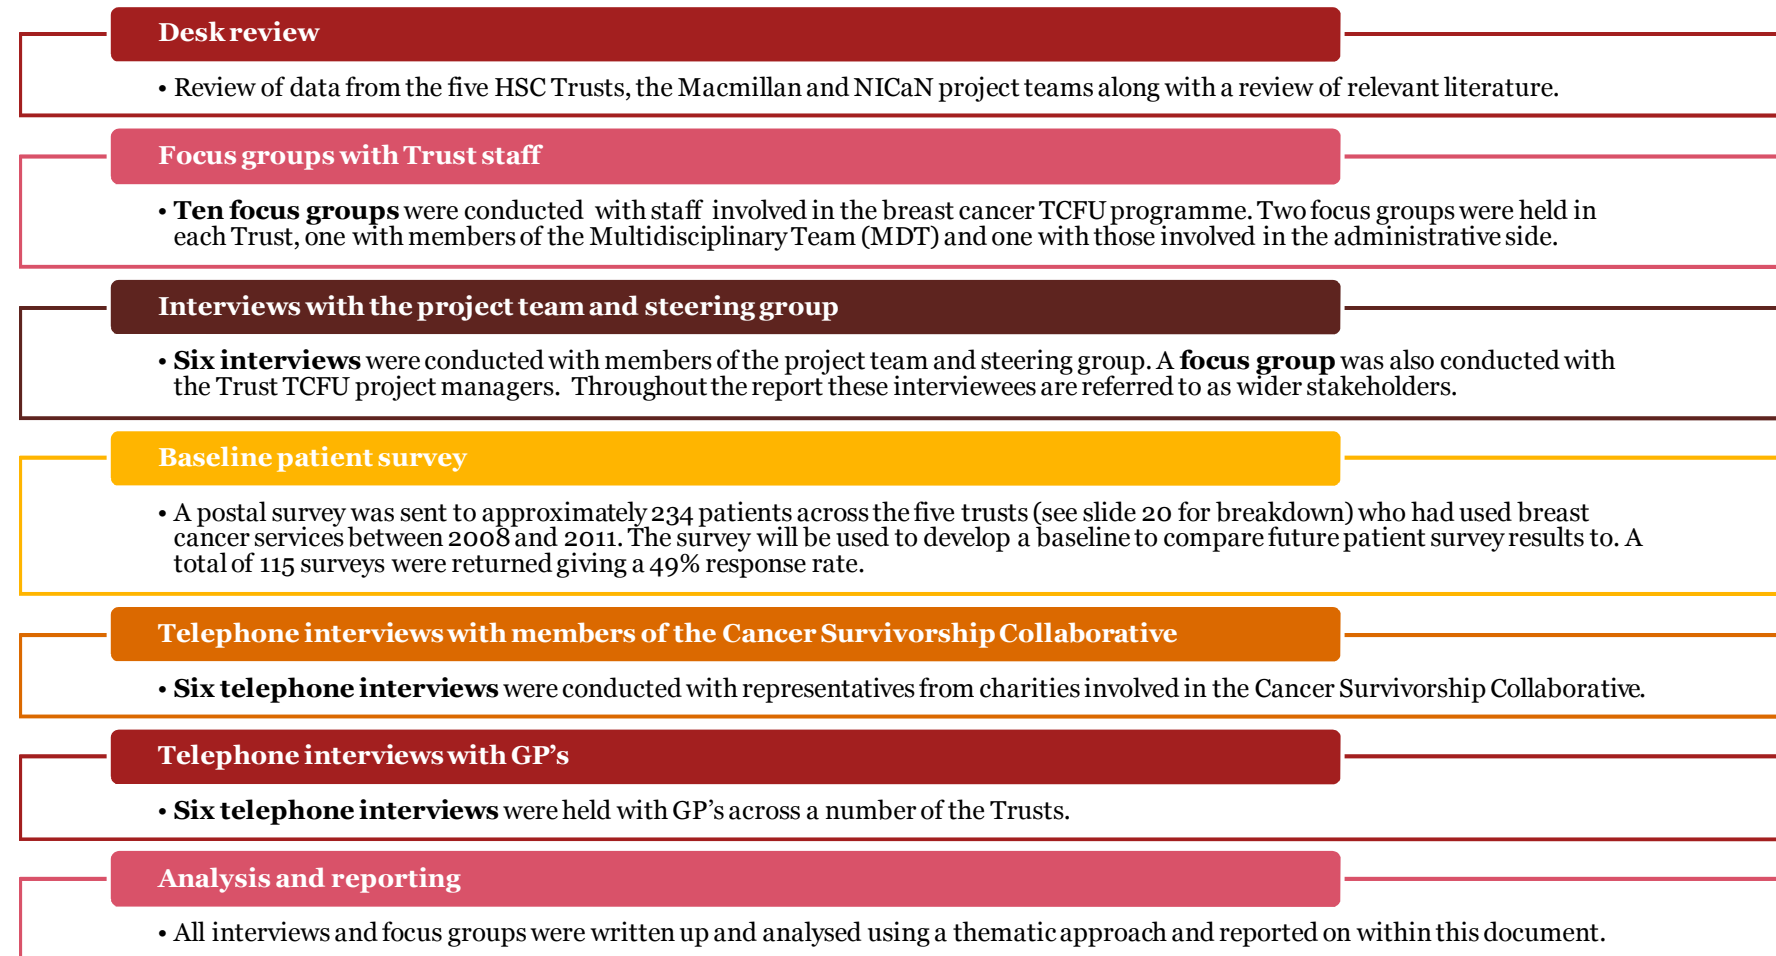 Desk review
• Review of data from the five HSC Trusts, the Macmillan and NICaN project teams along with a review of relevant literature.
Focus groups with Trust staff
• Ten focus groups were conducted with staff involved in the breast cancer TCFU programme. Two focus groups were held in
each Trust, one with members of the Multidisciplinary Team (MDT) and one with those involved in the administrative side.
Interviews with the project team and steering group
• Six interviews were conducted with members of the project team and steering group. A focus group was also conducted with
the Trust TCFU project managers. Throughout the report these interviewees are referred to as wider stakeholders.
Baseline patient survey
• A postal survey was sent to approximately 234 patients across the five trusts (see slide 20 for breakdown) who had used breast
cancer services between 2008 and 2011. The survey will be used to develop a baseline to compare future patient survey results to. A
total of 115 surveys were returned giving a 49% response rate.
Telephone interviews with members of the Cancer Survivorship Collaborative
• Six telephone interviews were conducted with representatives from charities involved in the Cancer Survivorship Collaborative.
Telephone interviews with GP's
• Six telephone interviews were held with GP's across a number of the Trusts.
Analysis and reporting
• All interviews and focus groups were written up and analysed using a thematic approach and reported on within this document.